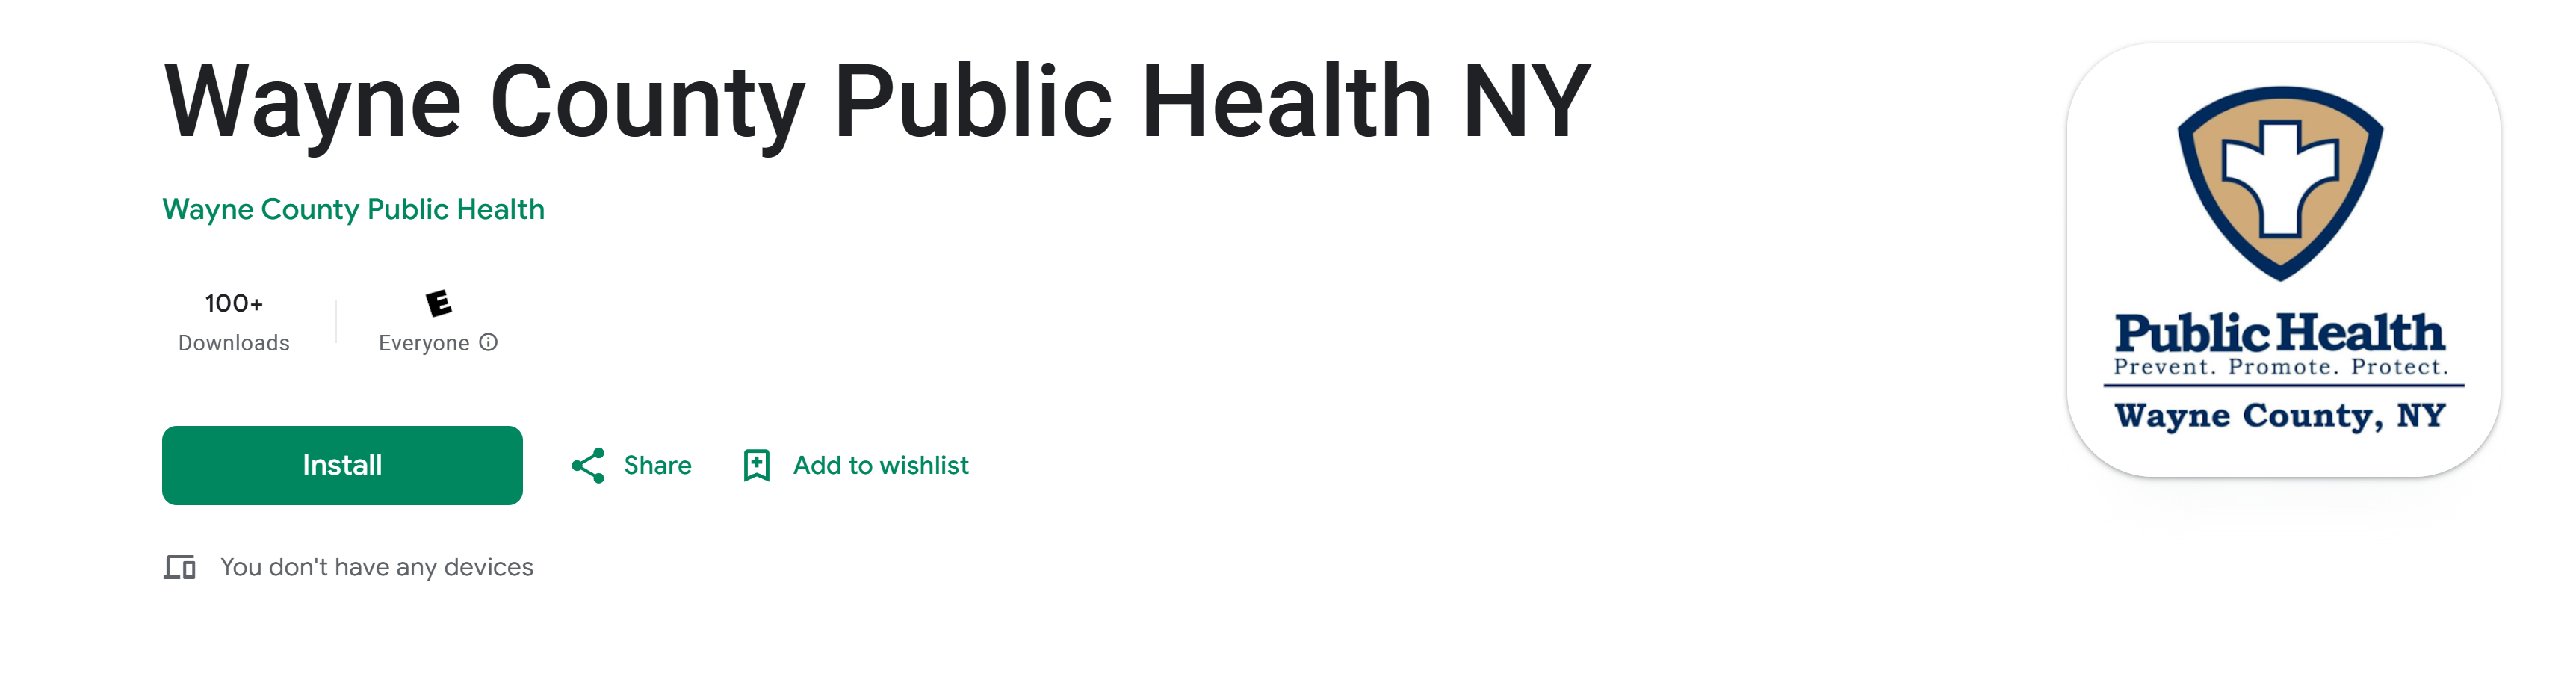 Wayne County Public Health NY
Wayne County Public Health
100+
Downloads
E
Everyone
Install
Share
Add to wishlist
You don't have any devices
Public Health
Prevent. Promote. Protect.
Wayne County, NY